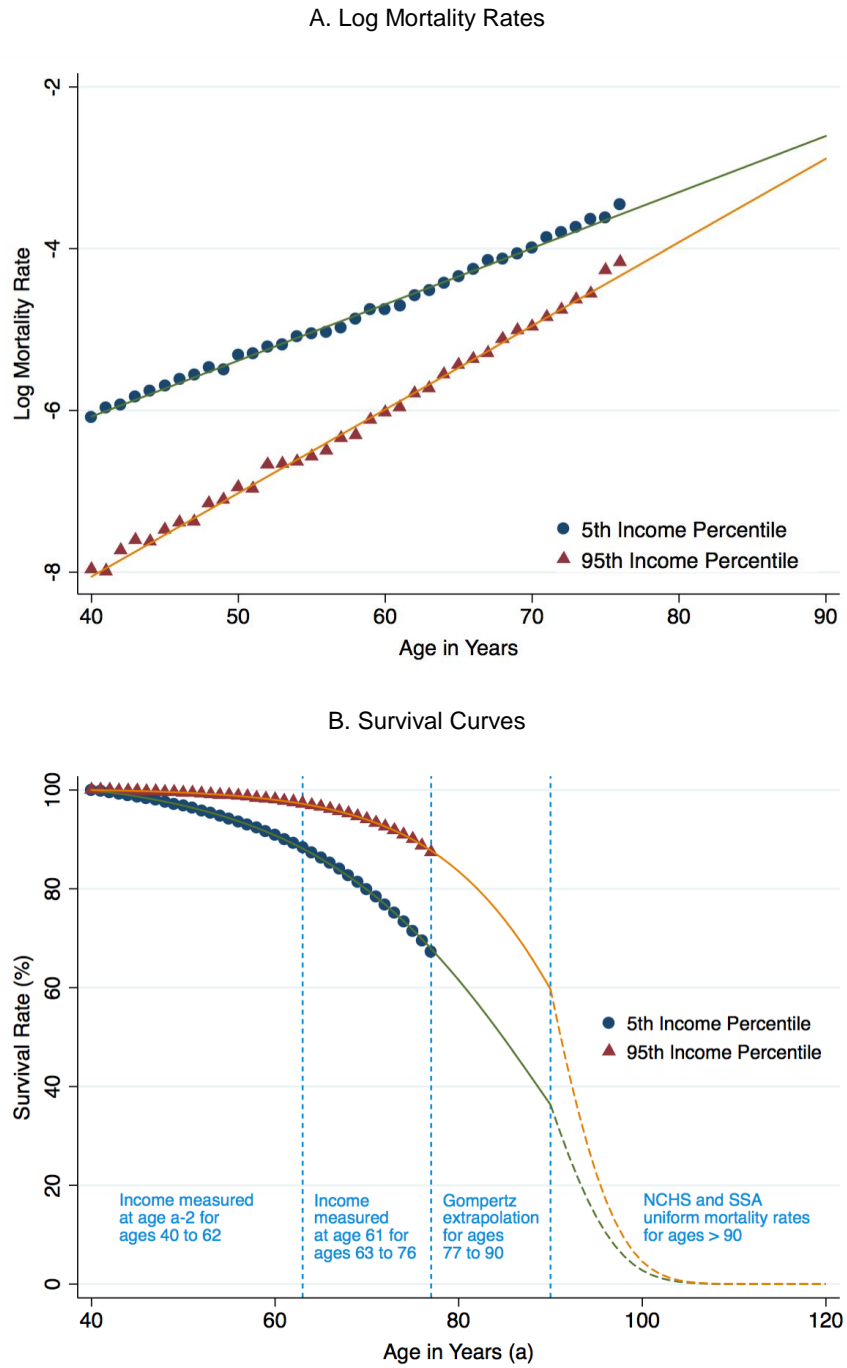 A. Log Mortality Rates
-2
-4
-6
-8
Log Mortality Rate
5th Income Percentile
95th Income Percentile
40 50 60 70 80 90
Age in Years
B. Survival Curves
100
80
60
40
20
0
Survival Rate (%)
5th Income Percentile
95th Income Percentile
Income measured
at age a-2 for
ages 40 to 62
Income
measured
at age 61 for
ages 63 to 76
Gompertz
extrapolation
for ages
77 to 90
NCHS and SSA
uniform mortality rates
for ages > 90
40 60 80 100 120
Age in Years (a)